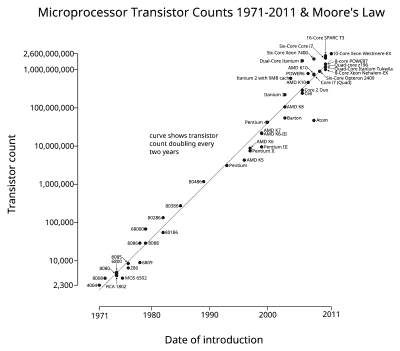 Microprocessor Transistor Counts 1971-2011 & Moore's Law
16-Core SPARC T3
Six-Core Core i7
Six-Core Xeon 7400
10-Core Xeon Westmere-EX
Dual-Core Itanium 2
8-core POWER7
Quad-core z196
AMD K10
Quad-Core Itanium Tukwila
POWER6
8-Core Xeon Nehalem-EX
Itanium 2 with 9MB cache
Six-Core Opteron 2400
AMD K10
Core i7 (Quad)
Core 2 Duo
Itanium 2
Cell
AMD K8
Barton
Atom
Pentium 4
AMD K7
AMD K6-III
curve shows transistor
count doubling every
two years
AMD K6
Pentium III
Pentium II
AMD K5
Pentium
80486
80386
80286
68000
80186
8086
8088
8085
6800
6809
8080
Z80
8008
MOS 6502
4004
RCA 1802
2,600,000,000
1,000,000,000
100,000,000
10,000,000
1,000,000
100,000
10,000
2,300
Transistor count
1971
1980
1990
2000
2011
Date of introduction